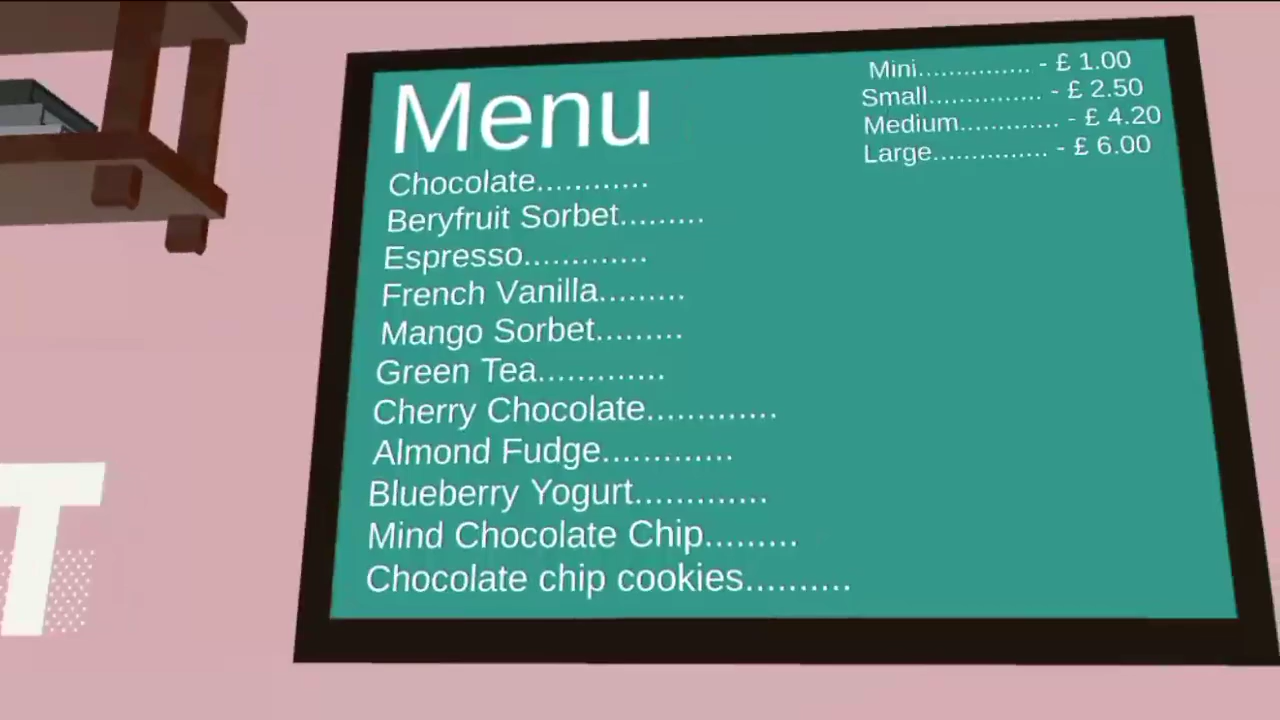 Menu
Chocolate............
Beryfruit Sorbet.........
Espresso.............
French Vanilla.........
Mango Sorbet.........
Green Tea.............
Cherry Chocolate.............
Almond Fudge.............
Blueberry Yogurt.............
Mind Chocolate Chip.........
Chocolate chip cookies..........
Mini............... - £ 1.00
Small............... - £ 2.50
Medium............. - £ 4.20
Large............... - £ 6.00
T